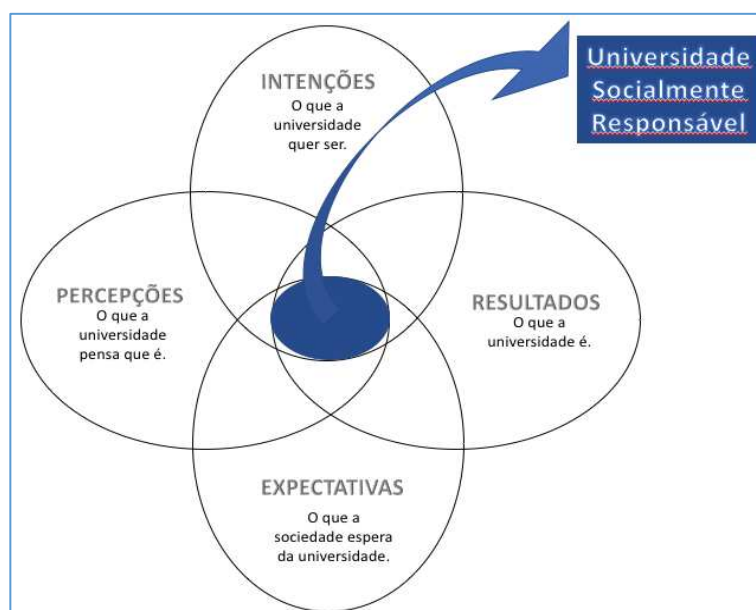 Universidade
Socialmente
Responsável
INTENÇÕES
O que a
universidade
quer ser.
PERCEPÇÕES
O que a
universidade
pensa que é.
RESULTADOS
O que a
universidade é.
EXPECTATIVAS
O que a
sociedade espera
da universidade.